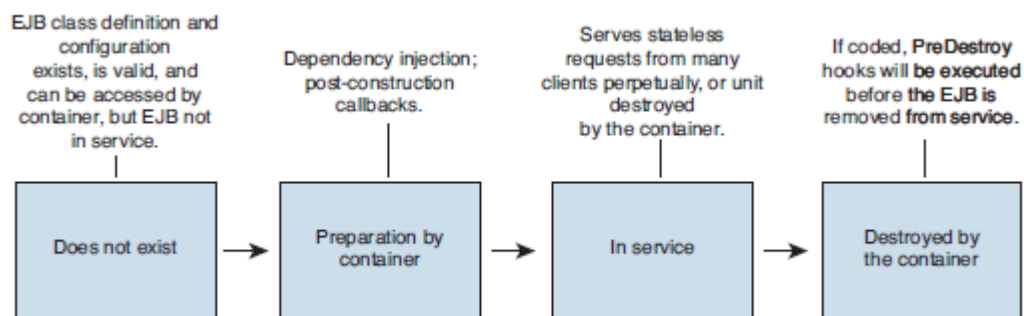 EJB class definition and
configuration
exists, is valid, and
can be accessed by
container, but EJB not
in service.
Dependency injection;
post-construction
callbacks.
Serves stateless
requests from many
clients perpetually, or unit
destroyed
by the container.
If coded, PreDestroy
hooks will be executed
before the EJB is
removed from service.
Does not exist
Preparation by
container
In service
Destroyed by
the container